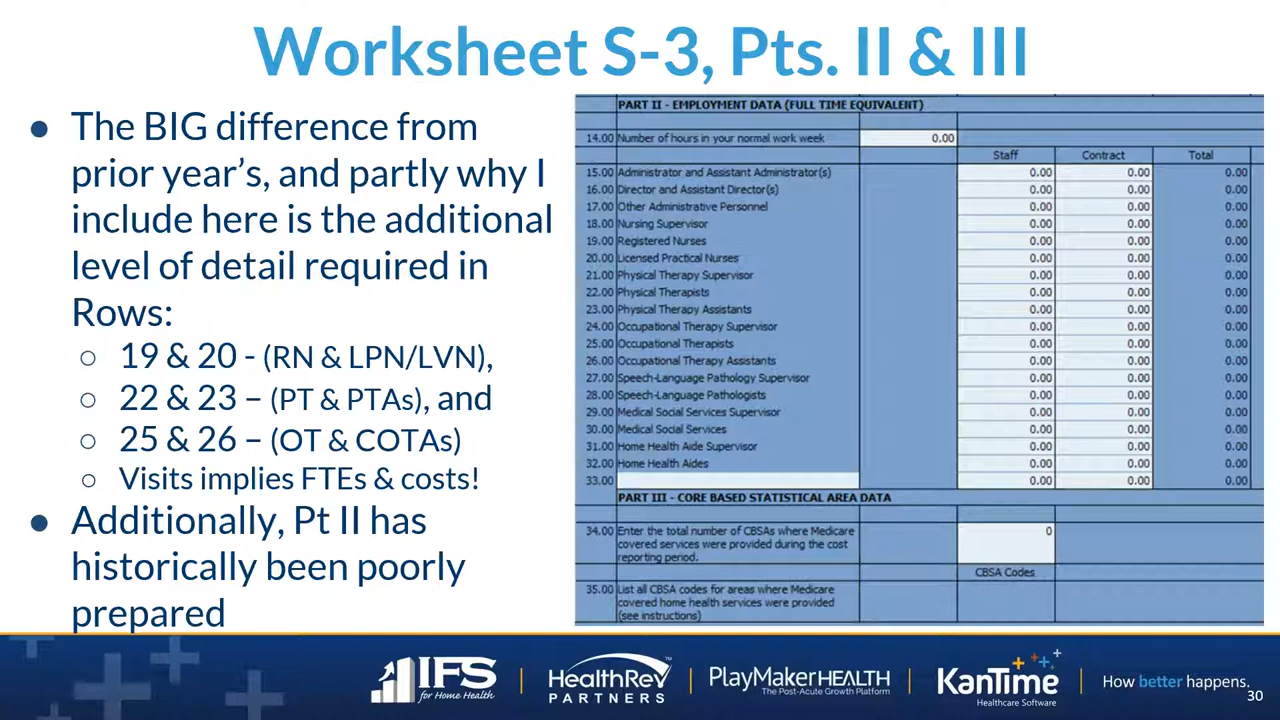 Worksheet S-3, Pts. II & III
● The BIG difference from
prior year’s, and partly why I
include here is the additional
level of detail required in
Rows:
○ 19 & 20 - (RN & LPN/LVN),
○ 22 & 23 – (PT & PTAs), and
○ 25 & 26 – (OT & COTAs)
○ Visits implies FTEs & costs!
● Additionally, Pt II has
historically been poorly
prepared
PART II - EMPLOYMENT DATA (FULL TIME EQUIVALENT)
14.00 Number of hours in your normal work week 0.00
Staff Contract Total
15.00 Administrator and Assistant Administrator(s) 0.00 0.00 0.00
16.00 Director and Assistant Director(s) 0.00 0.00 0.00
17.00 Other Administrative Personnel 0.00 0.00 0.00
18.00 Nursing Supervisor 0.00 0.00 0.00
19.00 Registered Nurses 0.00 0.00 0.00
20.00 Licensed Practical Nurses 0.00 0.00 0.00
21.00 Physical Therapy Supervisor 0.00 0.00 0.00
22.00 Physical Therapists 0.00 0.00 0.00
23.00 Physical Therapy Assistants 0.00 0.00 0.00
24.00 Occupational Therapy Supervisor 0.00 0.00 0.00
25.00 Occupational Therapists 0.00 0.00 0.00
26.00 Occupational Therapy Assistants 0.00 0.00 0.00
27.00 Speech-Language Pathology Supervisor 0.00 0.00 0.00
28.00 Speech-Language Pathologists 0.00 0.00 0.00
29.00 Medical Social Services Supervisor 0.00 0.00 0.00
30.00 Medical Social Services 0.00 0.00 0.00
31.00 Home Health Aide Supervisor 0.00 0.00 0.00
32.00 Home Health Aides 0.00 0.00 0.00
33.00 0.00 0.00 0.00
PART III - CORE BASED STATISTICAL AREA DATA
34.00 Enter the total number of CBSAs where Medicare 0
covered services were provided during the cost
reporting period.
CBSA Codes
35.00 List all CBSA codes for areas where Medicare
covered home health services were provided
(see instructions)
IFS
for Home Health
HealthRev™
PARTNERS
PlayMakerHEALTH
The Post-Acute Growth Platform
KanTime
Healthcare Software
How better happens.
30